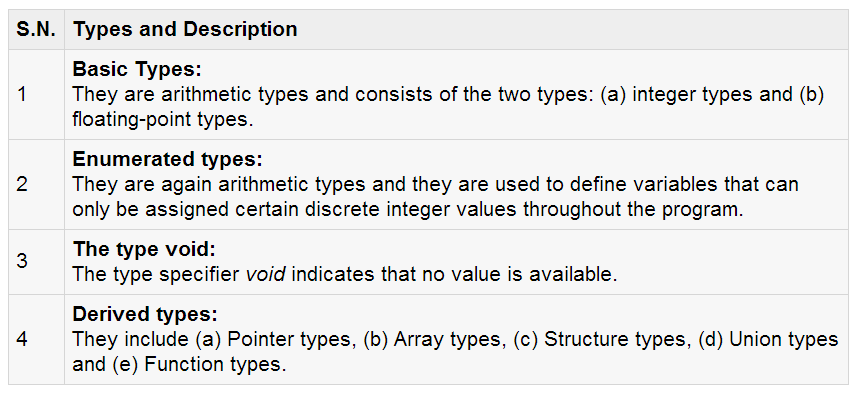 S.N. Types and Description
1
Basic Types:
They are arithmetic types and consists of the two types: (a) integer types and (b)
floating-point types.
2
Enumerated types:
They are again arithmetic types and they are used to define variables that can
only be assigned certain discrete integer values throughout the program.
3
The type void:
The type specifier void indicates that no value is available.
4
Derived types:
They include (a) Pointer types, (b) Array types, (c) Structure types, (d) Union types
and (e) Function types.